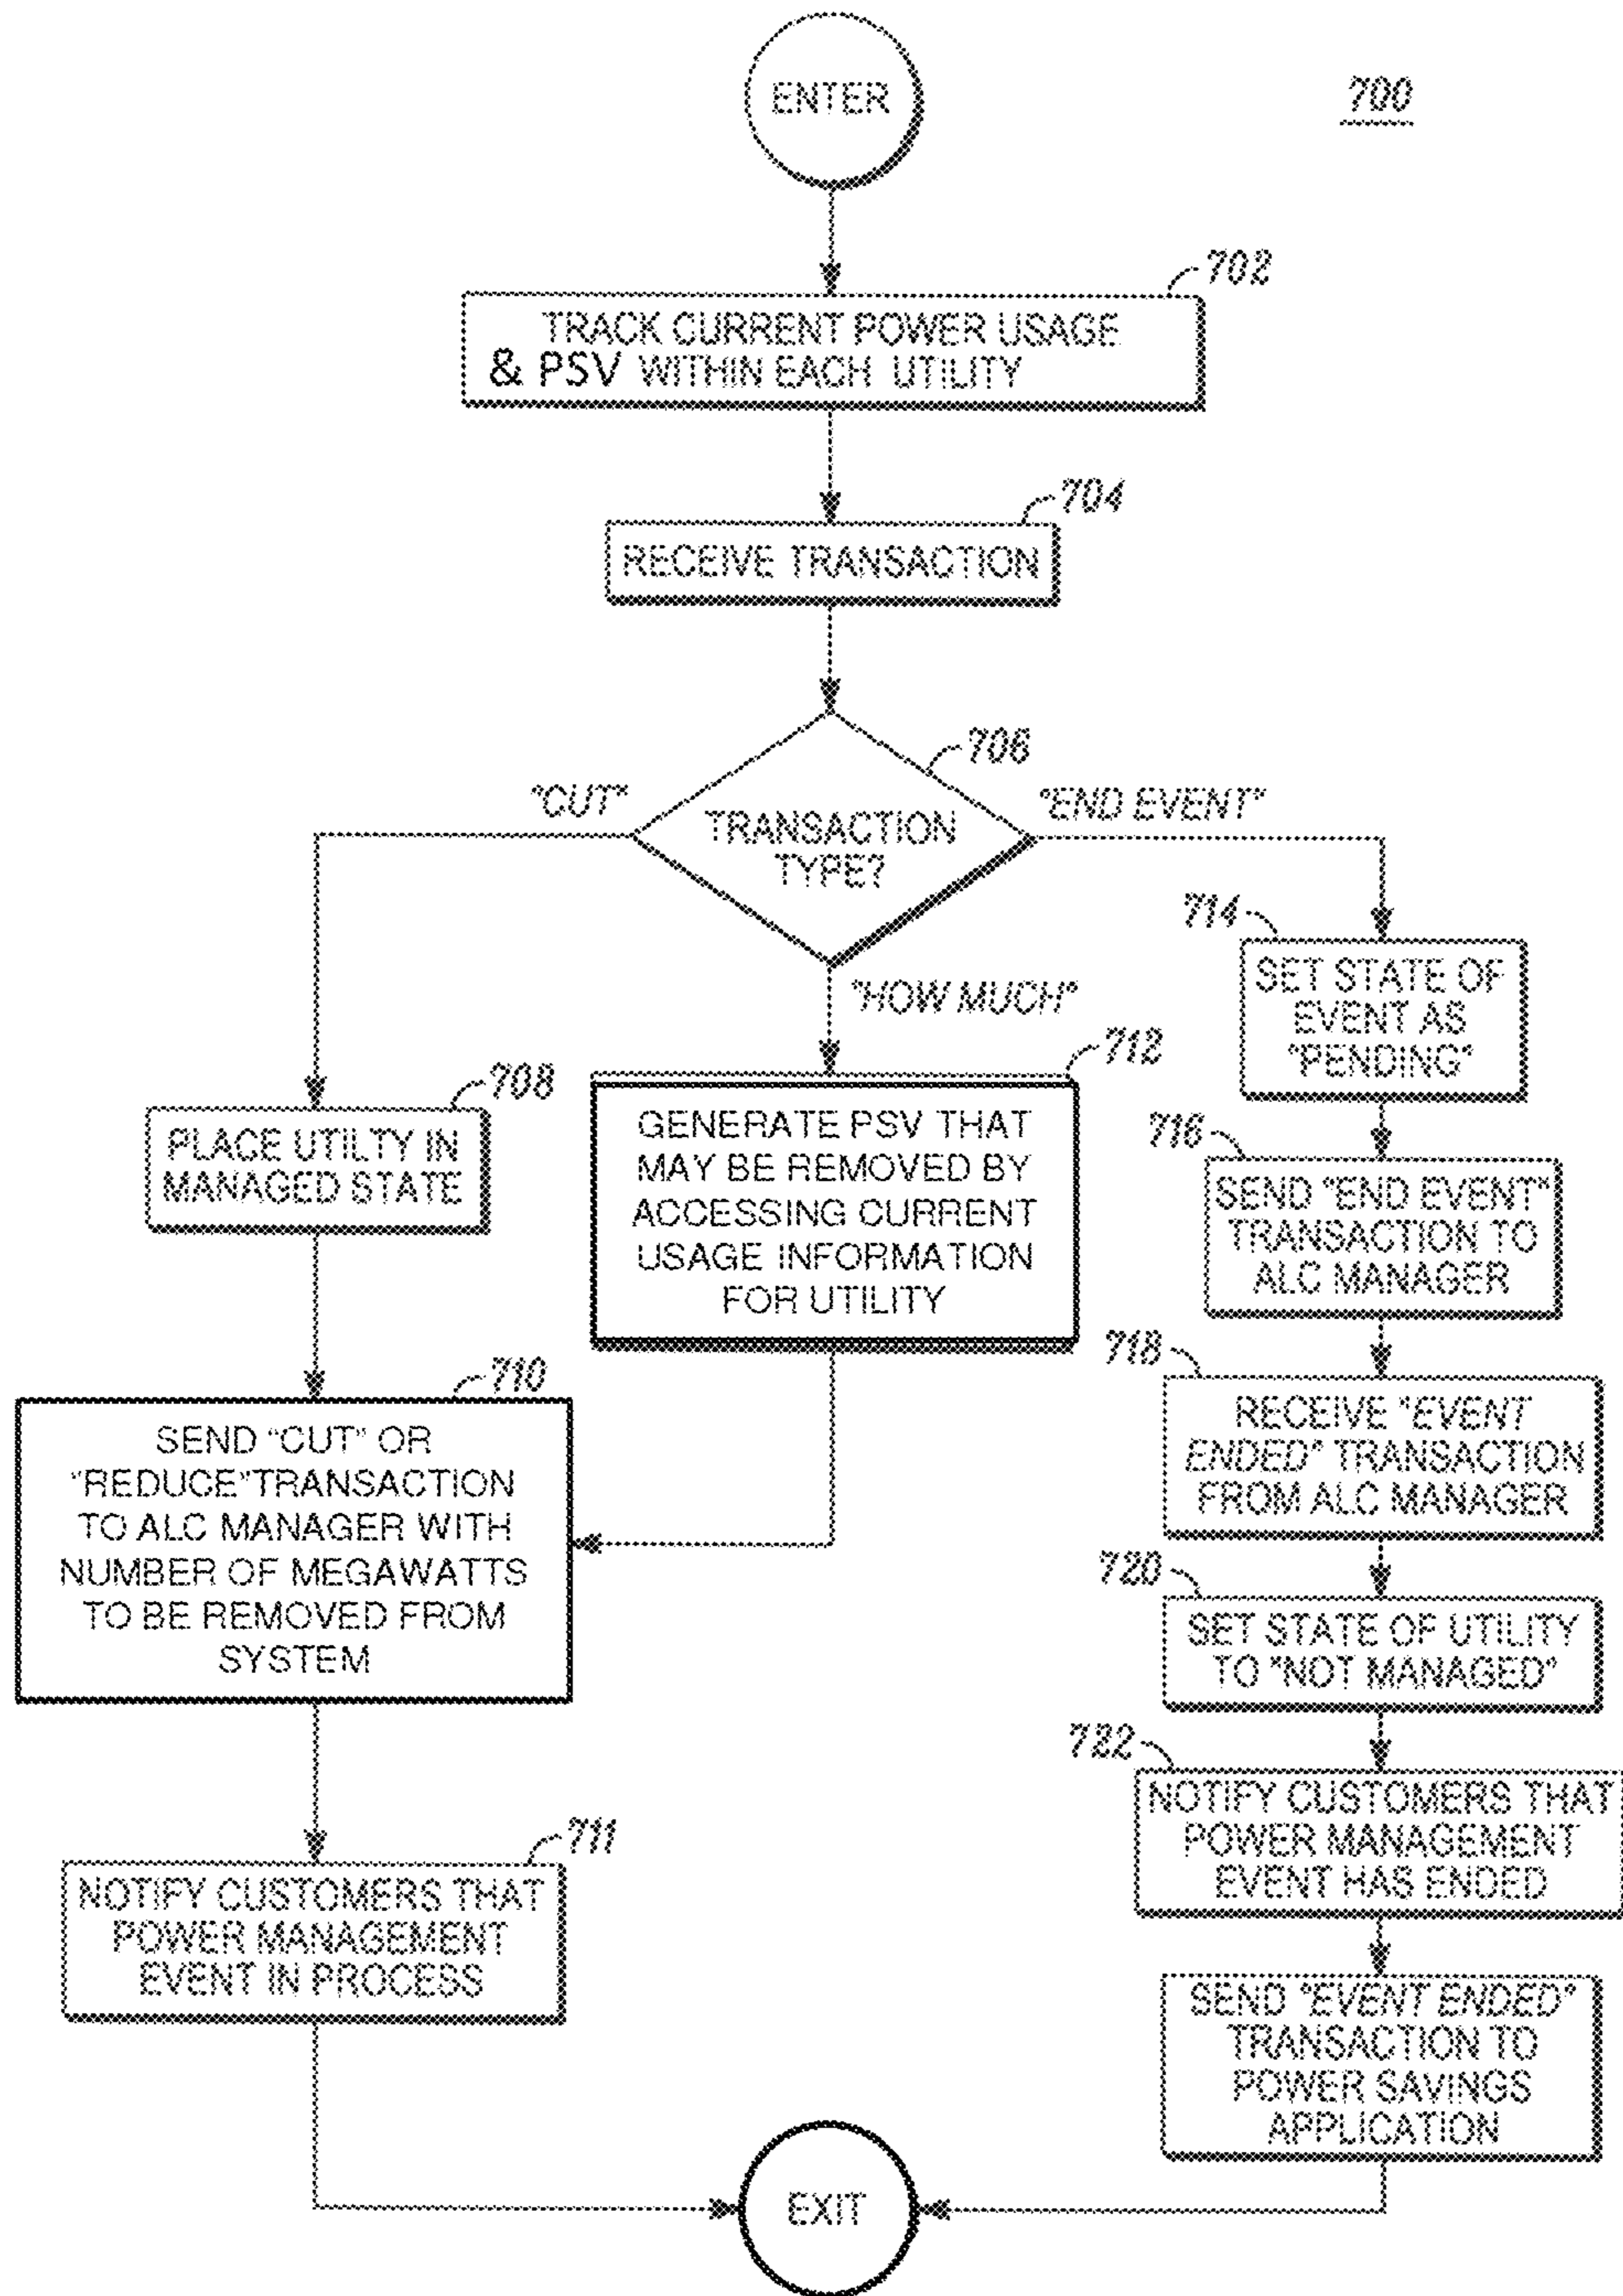 ENTER
700
702
TRACK CURRENT POWER USAGE
& PSV WITHIN EACH UTILITY
704
RECEIVE TRANSACTION
706
TRANSACTION
TYPE?
"CUT"
"END EVENT"
"HOW MUCH"
708
PLACE UTILTY IN
MANAGED STATE
712
GENERATE PSV THAT
MAY BE REMOVED BY
ACCESSING CURRENT
USAGE INFORMATION
FOR UTILITY
714
SET STATE OF
EVENT AS
"PENDING"
716
SEND "END EVENT"
TRANSACTION TO
ALC MANAGER
710
SEND "CUT" OR
"REDUCE"TRANSACTION
TO ALC MANAGER WITH
NUMBER OF MEGAWATTS
TO BE REMOVED FROM
SYSTEM
718
RECEIVE "EVENT
ENDED" TRANSACTION
FROM ALC MANAGER
720
SET STATE OF UTILITY
TO "NOT MANAGED"
722
NOTIFY CUSTOMERS THAT
POWER MANAGEMENT
EVENT HAS ENDED
711
NOTIFY CUSTOMERS THAT
POWER MANAGEMENT
EVENT IN PROCESS
SEND "EVENT ENDED"
TRANSACTION TO
POWER SAVINGS
APPLICATION
EXIT